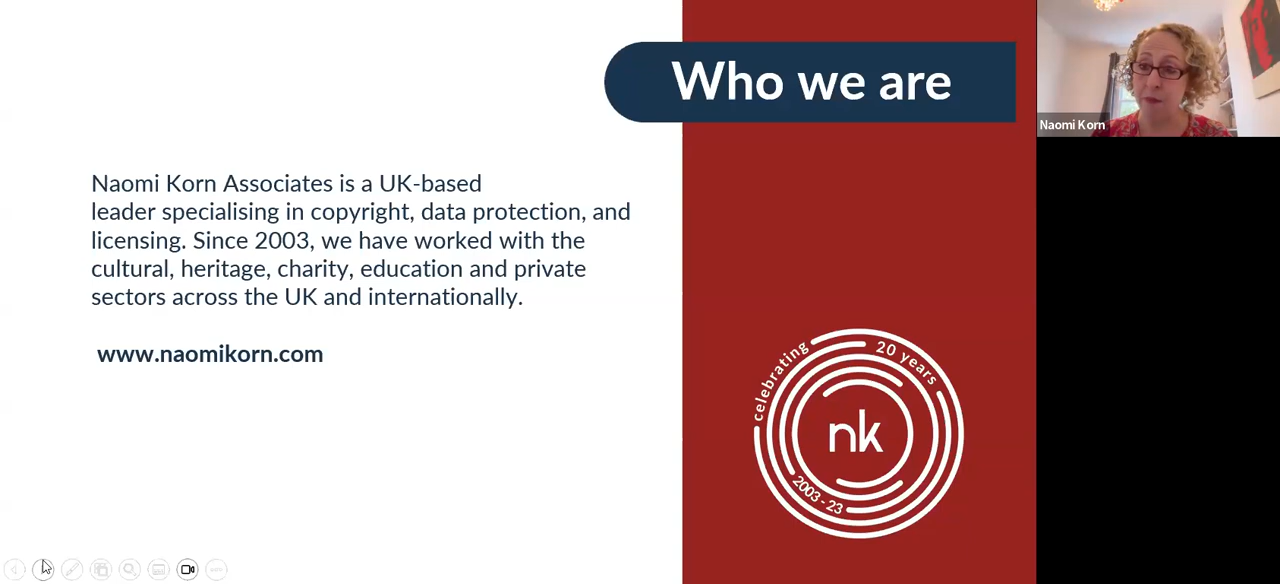 Who we are
Naomi Korn
Naomi Korn Associates is a UK-based
leader specialising in copyright, data protection, and
licensing. Since 2003, we have worked with the
cultural, heritage, charity, education and private
sectors across the UK and internationally.
www.naomikorn.com
celebrating
20 years
nk
2003 - 23